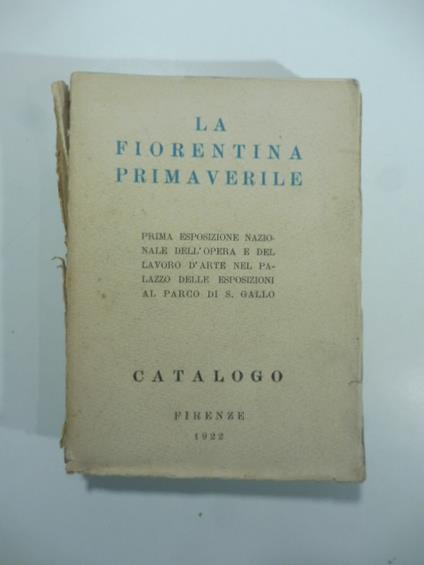 LA
FIORENTINA
PRIMAVERILE
PRIMA ESPOSIZIONE NAZIO-
NALE DELL'OPERA E DEL
LAVORO D'ARTE NEL PA-
LAZZO DELLE ESPOSIZIONI
AL PARCO DI S. GALLO
CATALOGO
FIRENZE
1922